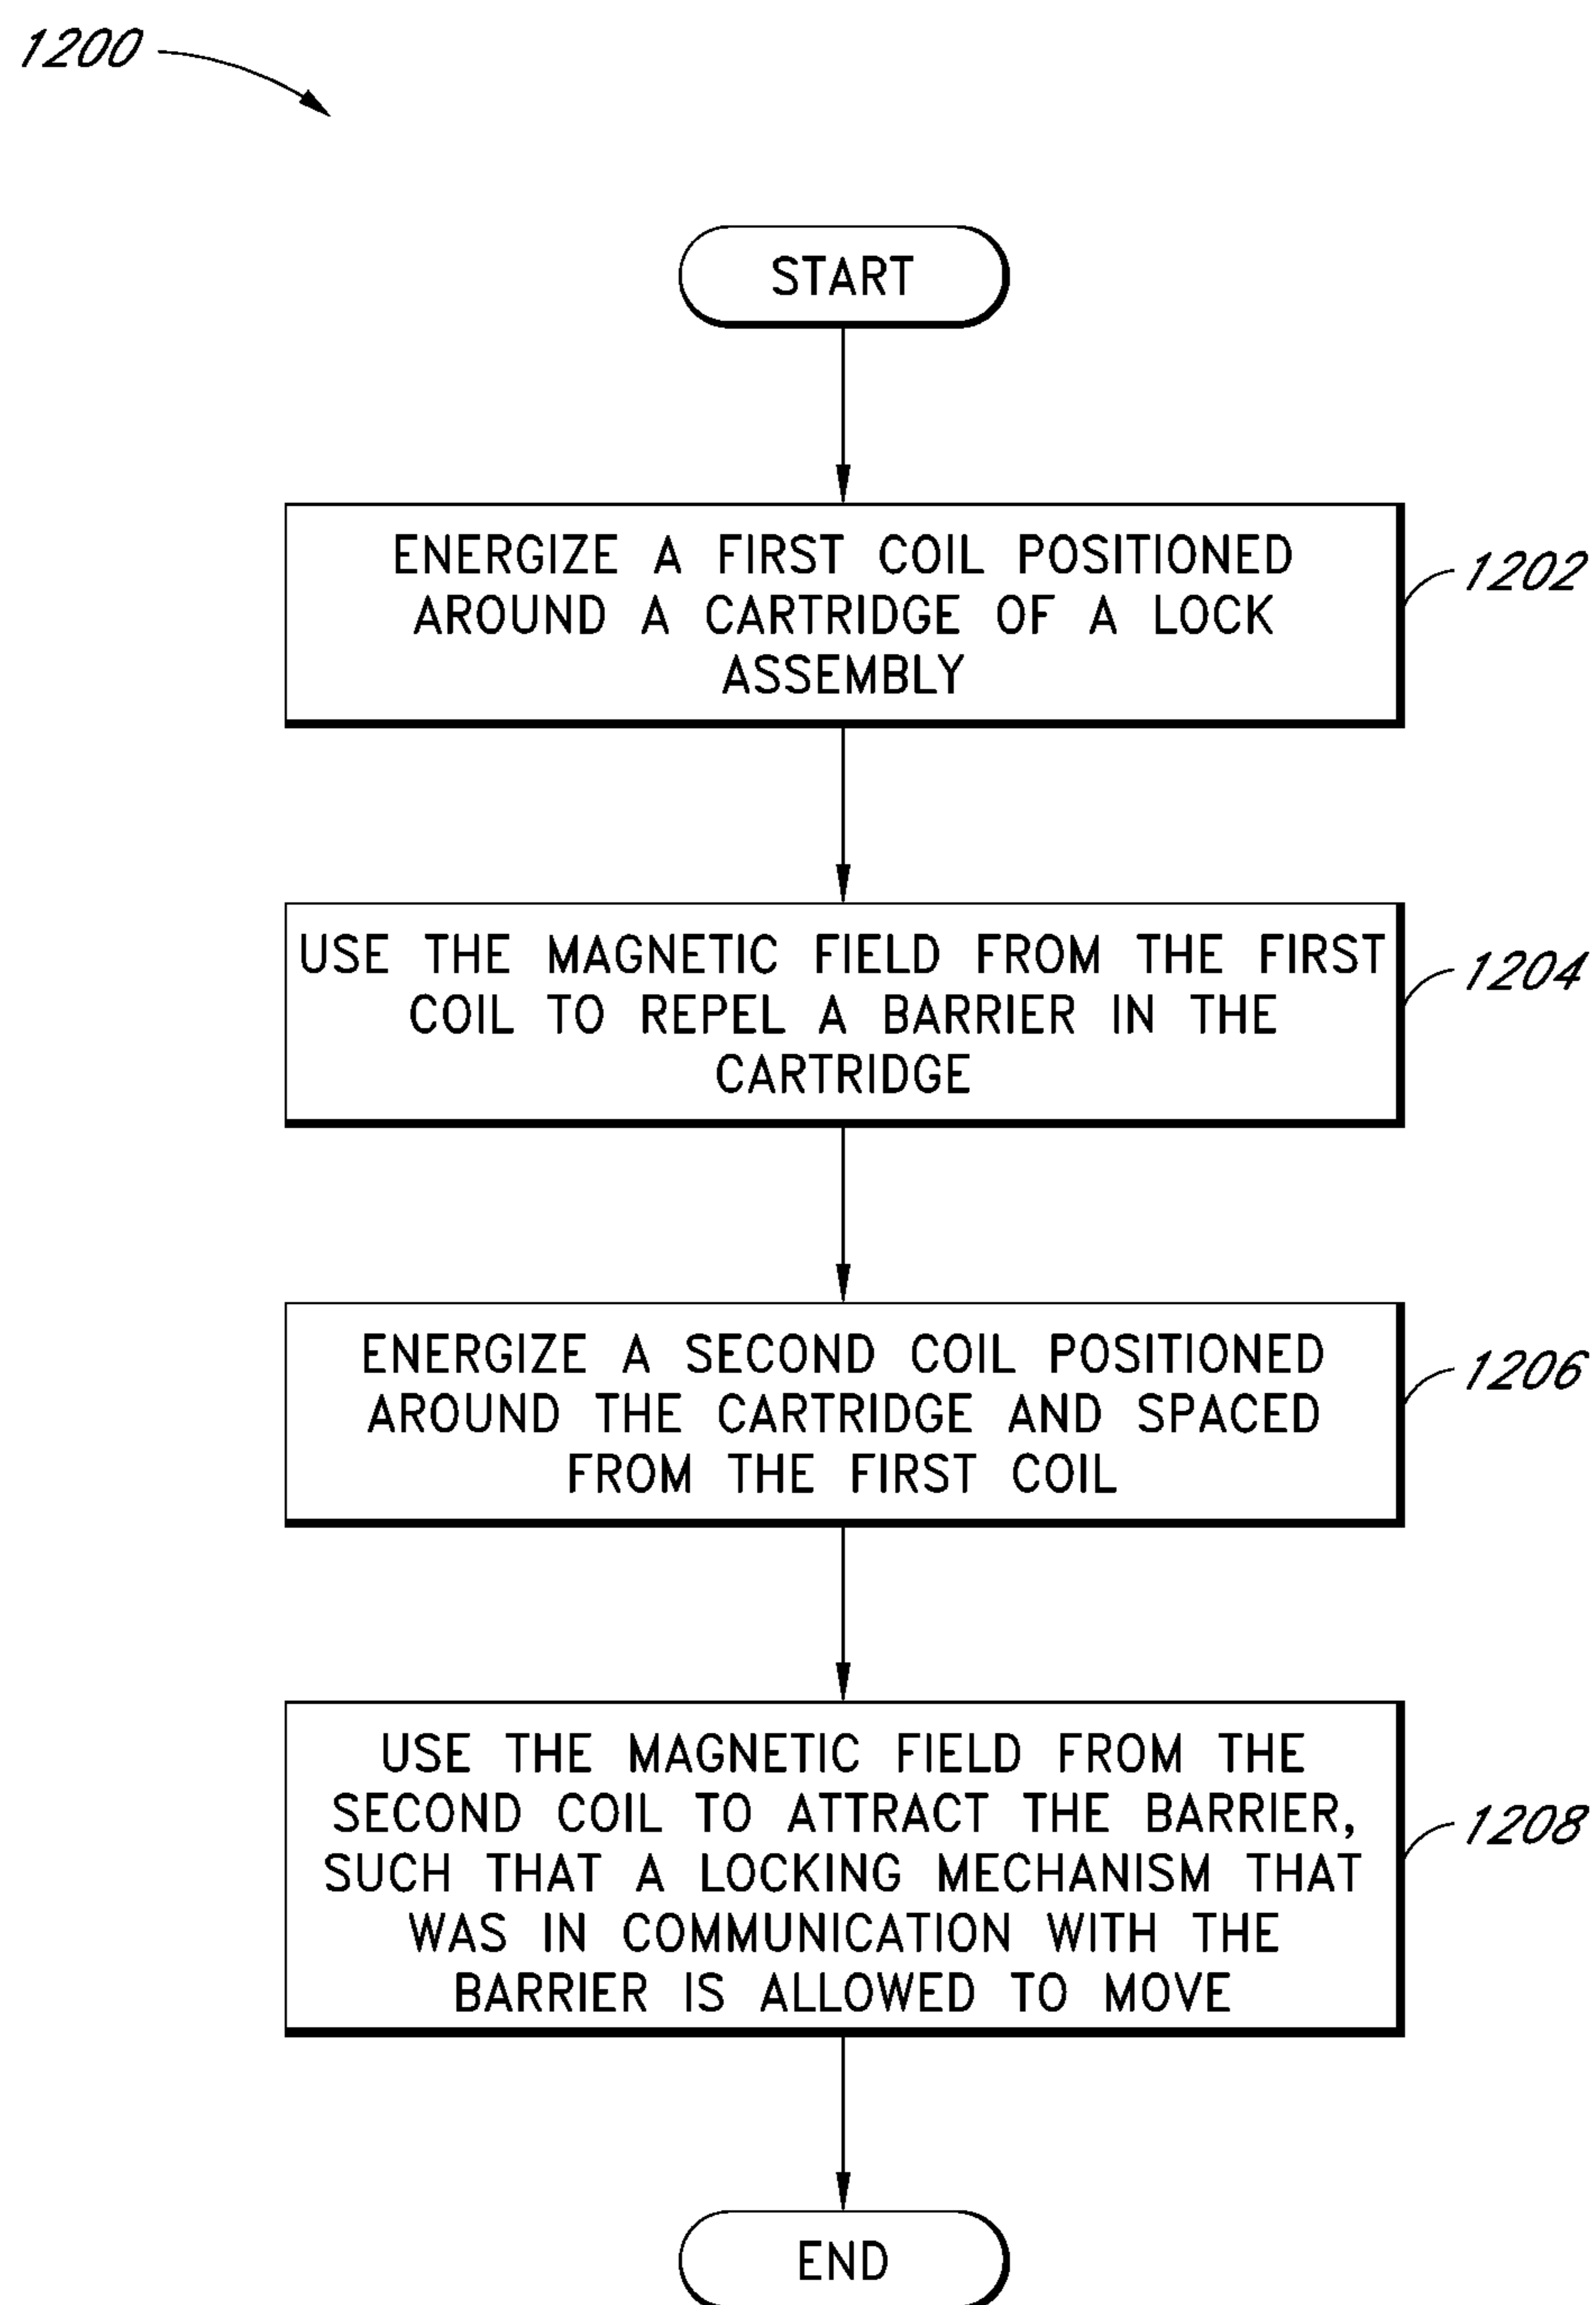 1200
START
ENERGIZE A FIRST COIL POSITIONED
AROUND A CARTRIDGE OF A LOCK
ASSEMBLY
1202
USE THE MAGNETIC FIELD FROM THE FIRST
COIL TO REPEL A BARRIER IN THE
CARTRIDGE
1204
ENERGIZE A SECOND COIL POSITIONED
AROUND THE CARTRIDGE AND SPACED
FROM THE FIRST COIL
1206
USE THE MAGNETIC FIELD FROM THE
SECOND COIL TO ATTRACT THE BARRIER,
SUCH THAT A LOCKING MECHANISM THAT
WAS IN COMMUNICATION WITH THE
BARRIER IS ALLOWED TO MOVE
1208
END